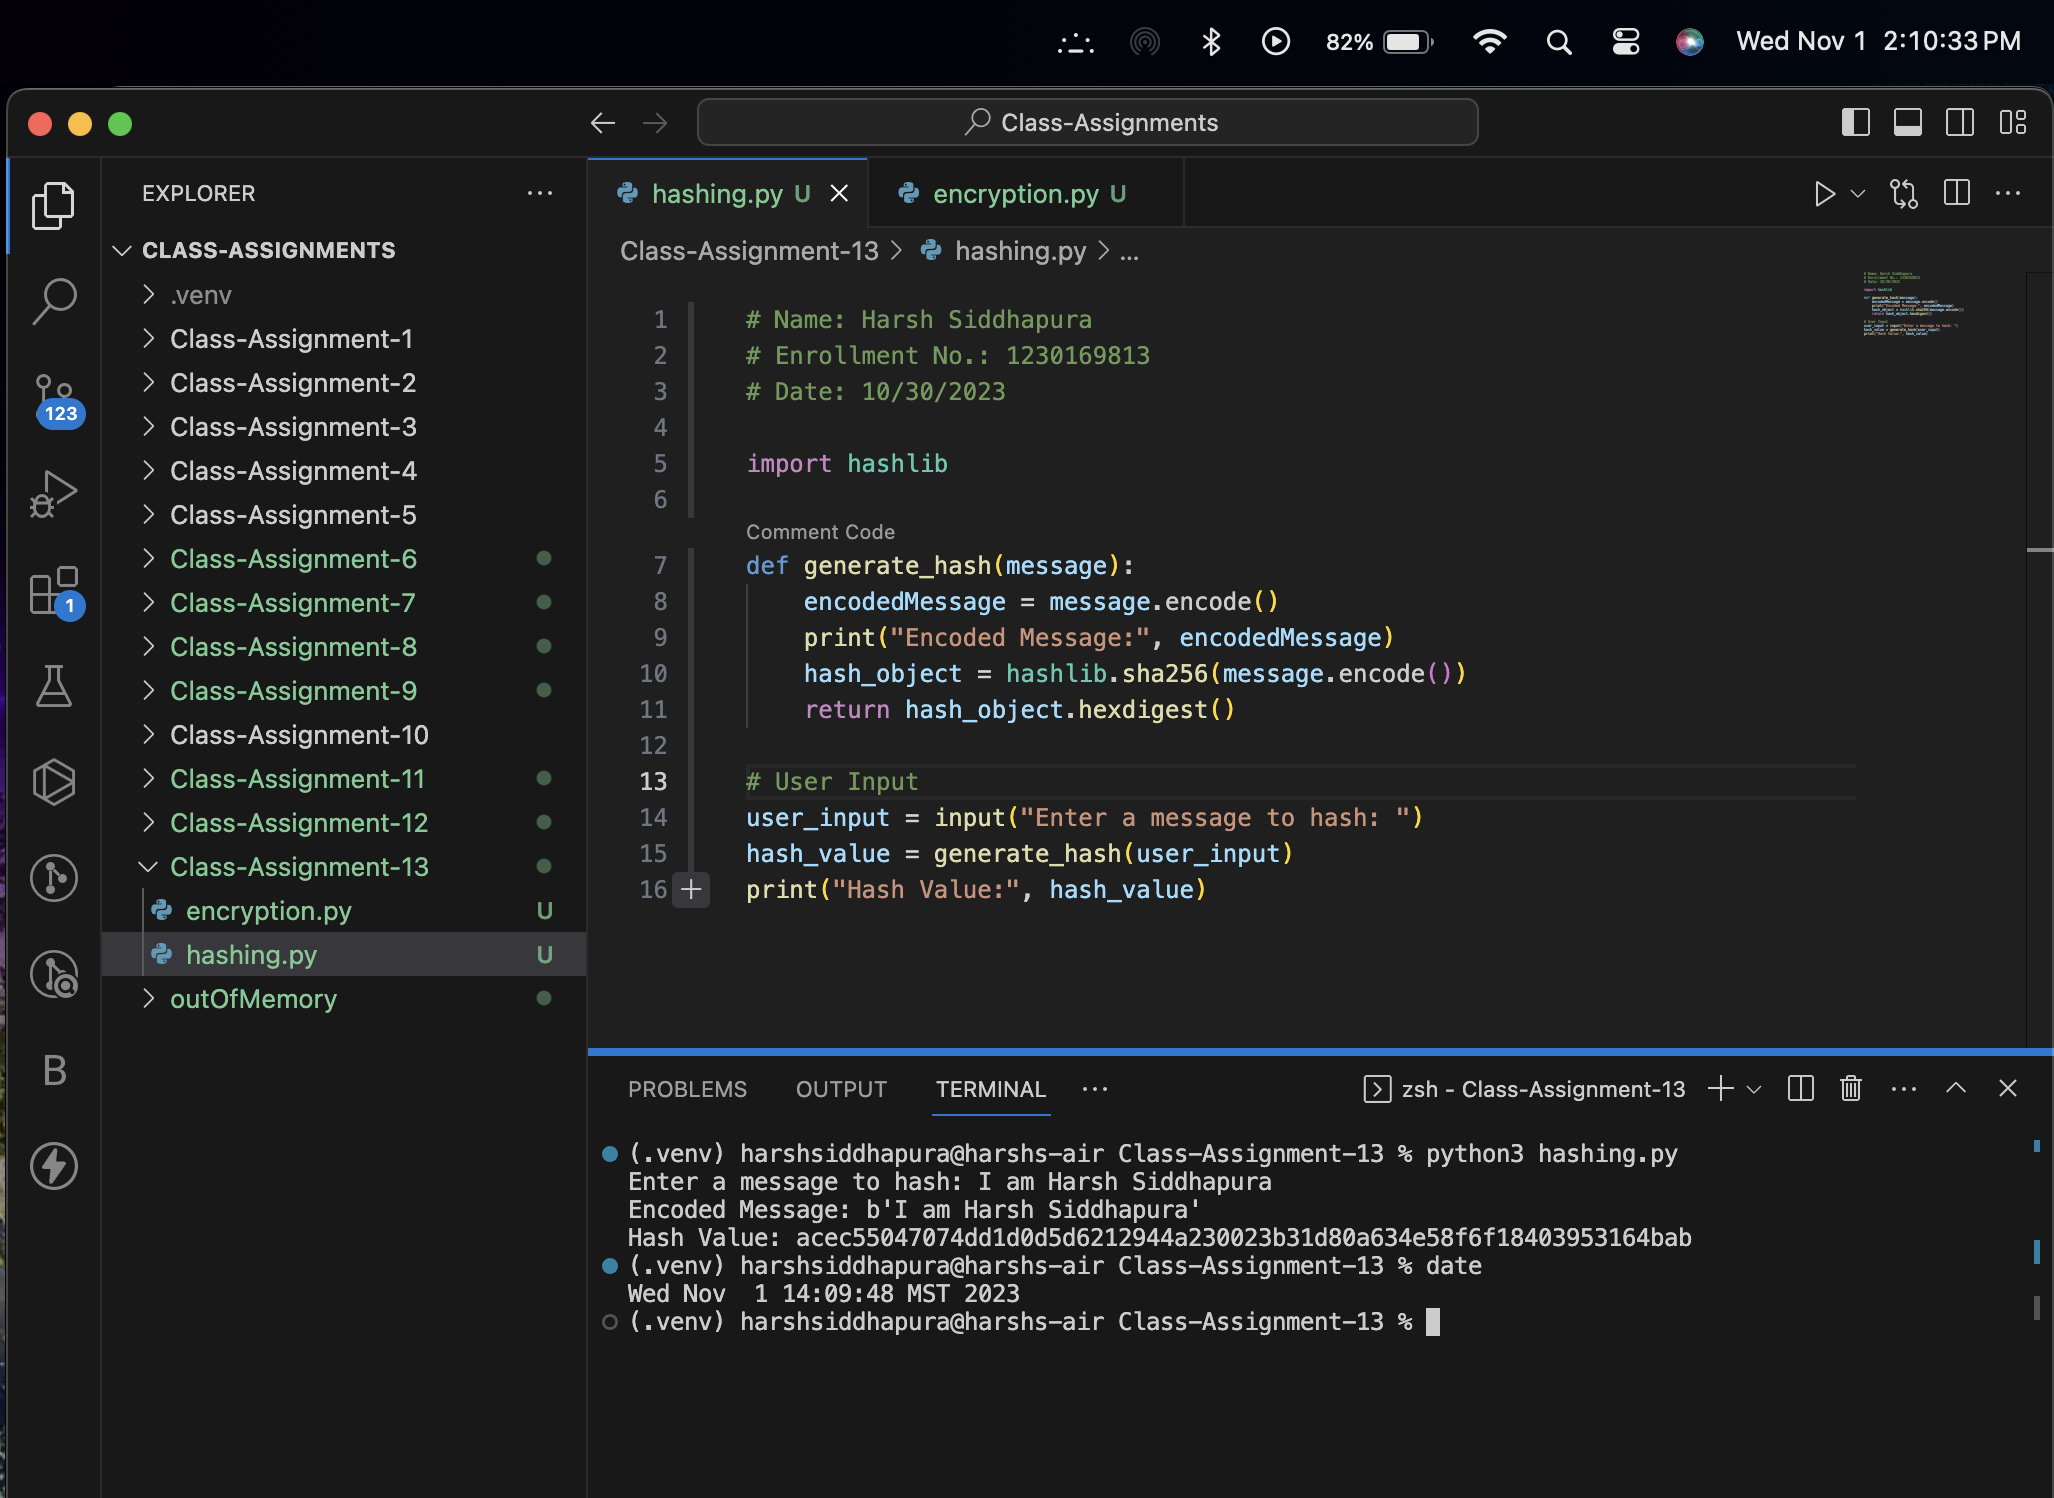 82%
Wed Nov 1 2:10:33 PM
Class-Assignments
EXPLORER
CLASS-ASSIGNMENTS
.venv
Class-Assignment-1
Class-Assignment-2
Class-Assignment-3
Class-Assignment-4
Class-Assignment-5
Class-Assignment-6
Class-Assignment-7
Class-Assignment-8
Class-Assignment-9
Class-Assignment-10
Class-Assignment-11
Class-Assignment-12
Class-Assignment-13
encryption.py U
hashing.py U
outOfMemory
123
1
B
hashing.py U
encryption.py U
Class-Assignment-13 > hashing.py > ...
1 # Name: Harsh Siddhapura
2 # Enrollment No.: 1230169813
3 # Date: 10/30/2023
4
5 import hashlib
6
Comment Code
7 def generate_hash(message):
8     encodedMessage = message.encode()
9     print("Encoded Message:", encodedMessage)
10     hash_object = hashlib.sha256(message.encode())
11     return hash_object.hexdigest()
12
13 # User Input
14 user_input = input("Enter a message to hash: ")
15 hash_value = generate_hash(user_input)
16 print("Hash Value:", hash_value)
PROBLEMS OUTPUT TERMINAL
zsh - Class-Assignment-13
(.venv) harshsiddhapura@harshs-air Class-Assignment-13 % python3 hashing.py
Enter a message to hash: I am Harsh Siddhapura
Encoded Message: b'I am Harsh Siddhapura'
Hash Value: acec55047074dd1d0d5d6212944a230023b31d80a634e58f6f18403953164bab
(.venv) harshsiddhapura@harshs-air Class-Assignment-13 % date
Wed Nov  1 14:09:48 MST 2023
(.venv) harshsiddhapura@harshs-air Class-Assignment-13 %